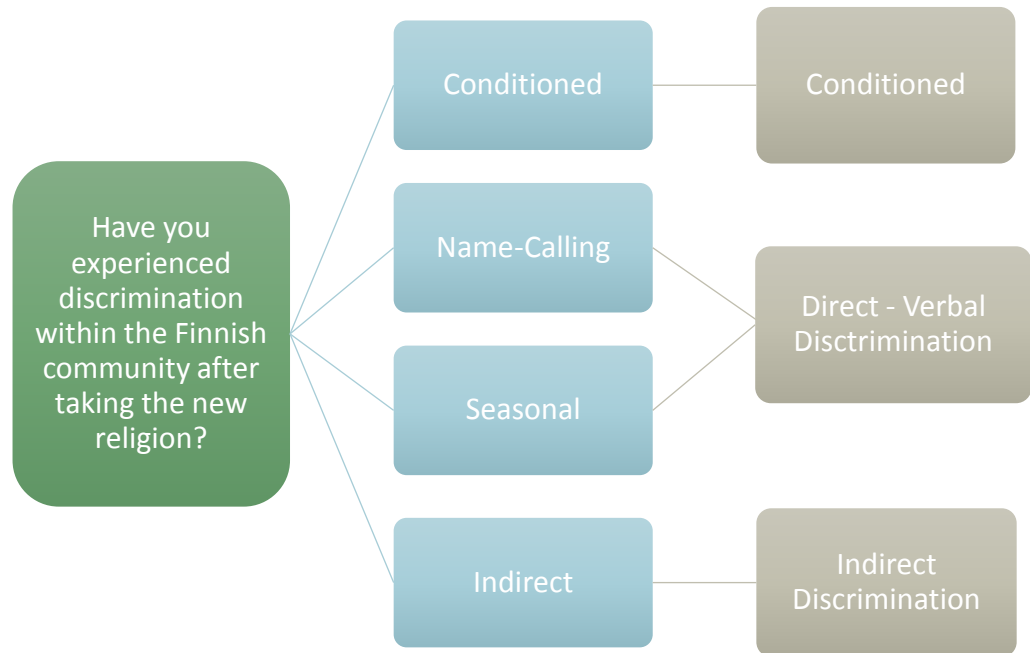 Have you
experienced
discrimination
within the Finnish
community after
taking the new
religion?
Conditioned
Name-Calling
Seasonal
Indirect
Conditioned
Direct - Verbal
Disctrimination
Indirect
Discrimination